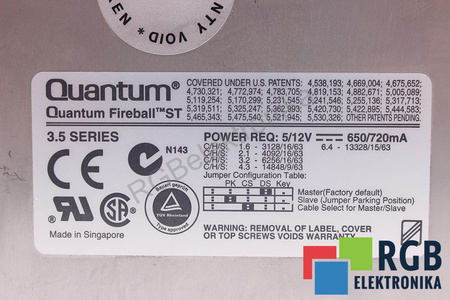 NTY VOID
Quantum®
Quantum Fireball™ST
COVERED UNDER U.S. PATENTS: 4,538,193; 4,669,004; 4,675,652;
4,730,321; 4,772,974; 4,783,705; 4,819,153; 4,882,671; 5,005,089;
5,119,254; 5,170,299; 5,231,545; 5,241,546; 5,255,136; 5,317,713;
5,319,511; 5,325,247; 5,362,993; 5,420,730; 5,422,895; 5,444,583;
5,465,343; 5,475,540; 5,521,945; 5,530,326; OTHER PATENTS PENDING.
3.5 SERIES
POWER REQ: 5/12V 650/720mA
C/H/S: 1.6 - 3128/16/63 6.4 - 13328/15/63
C/H/S: 2.1 - 4092/16/63
C/H/S: 3.2 - 6256/16/63
C/H/S: 4.3 - 14848/9/63
N143
Jumper Configuration Table:
PK CS DS Key
Master(Factory default)
Slave (Jumper Parking Position)
Cable Select for Master/Slave
CE
Bauart geprüft
TÜV Rheinland
SA
Made in Singapore
WARNING: REMOVAL OF LABEL, COVER
OR TOP SCREWS VOIDS WARRANTY
RGB
ELEKTRONIKA